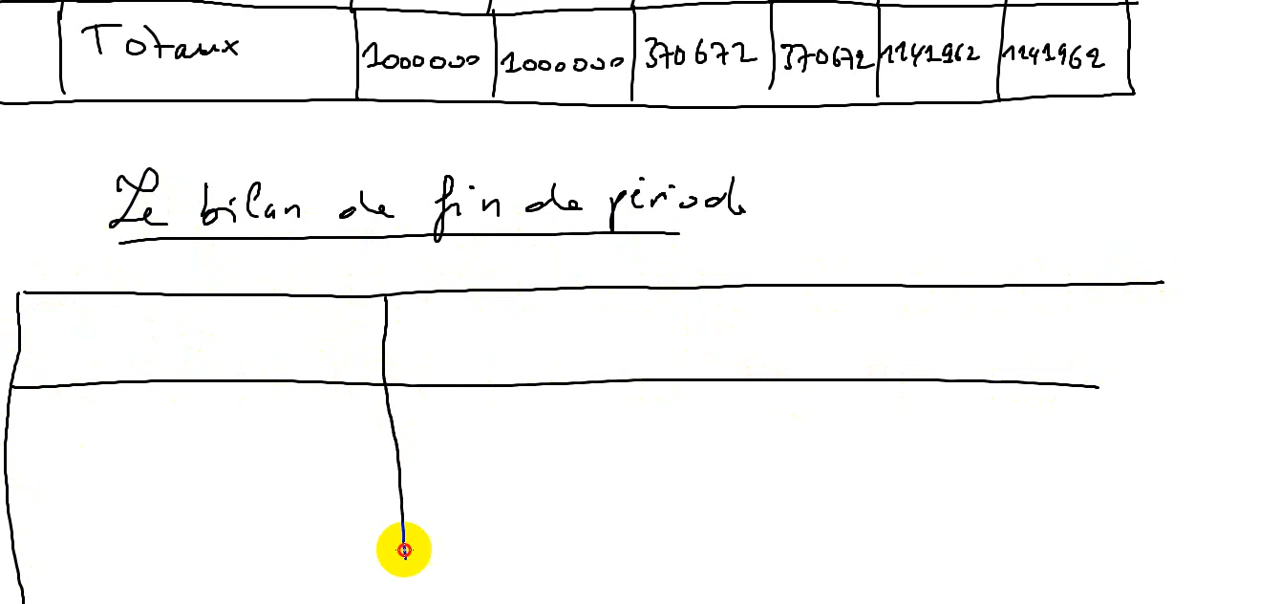 Totaux 1000000 1000000 370672 370672 1141962 1141962
Le bilan de fin de période